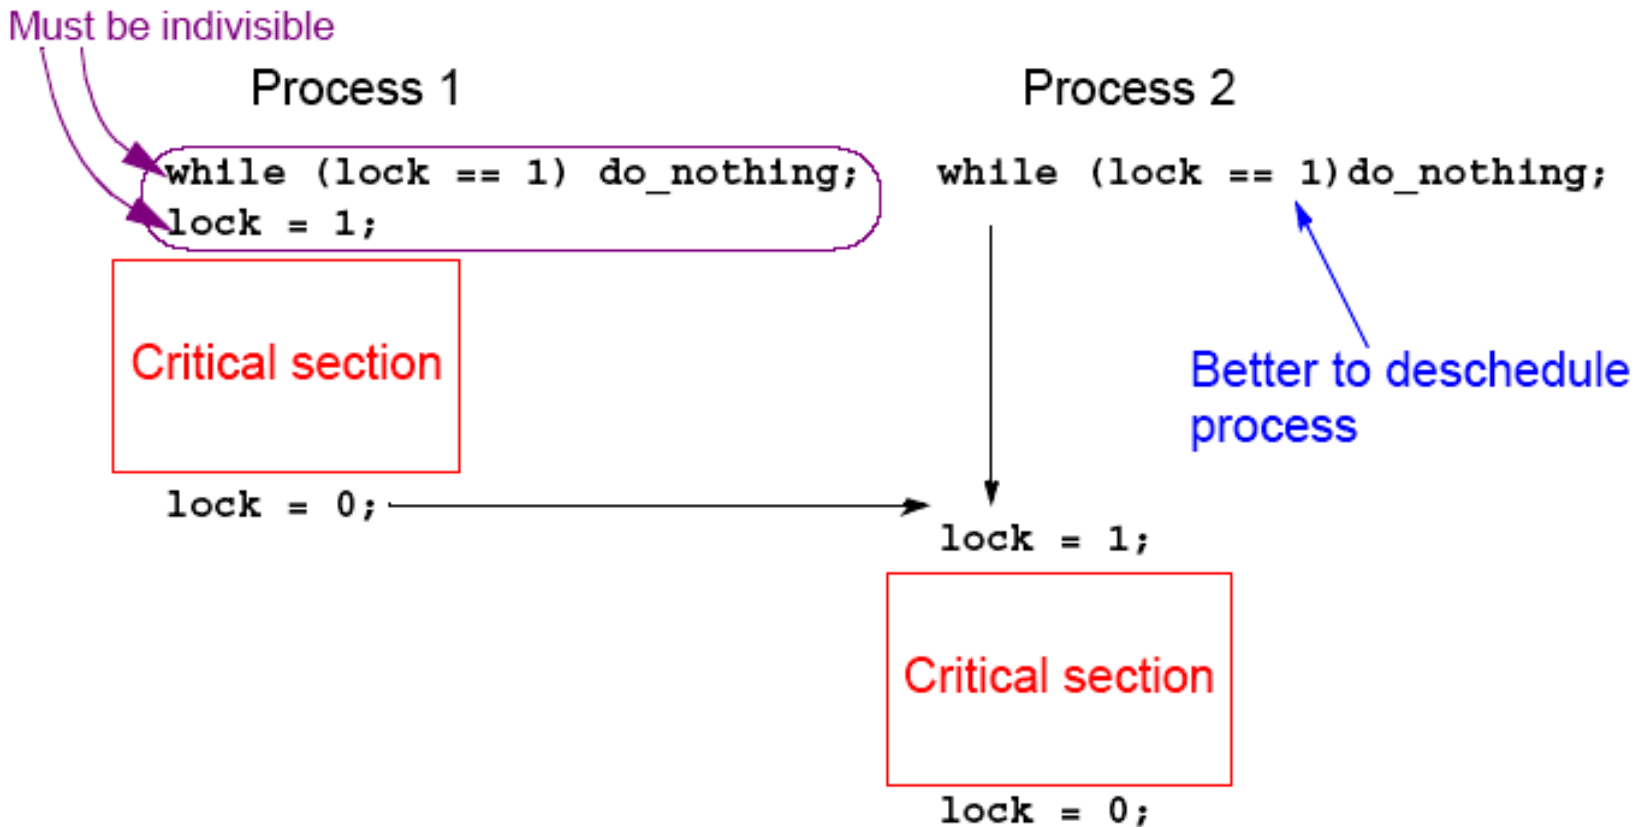 Must be indivisible
Process 1
Process 2
while (lock == 1) do_nothing;
while (lock == 1)do_nothing;
lock = 1;
Critical section
Better to deschedule
process
lock = 0;
lock = 1;
Critical section
lock = 0;